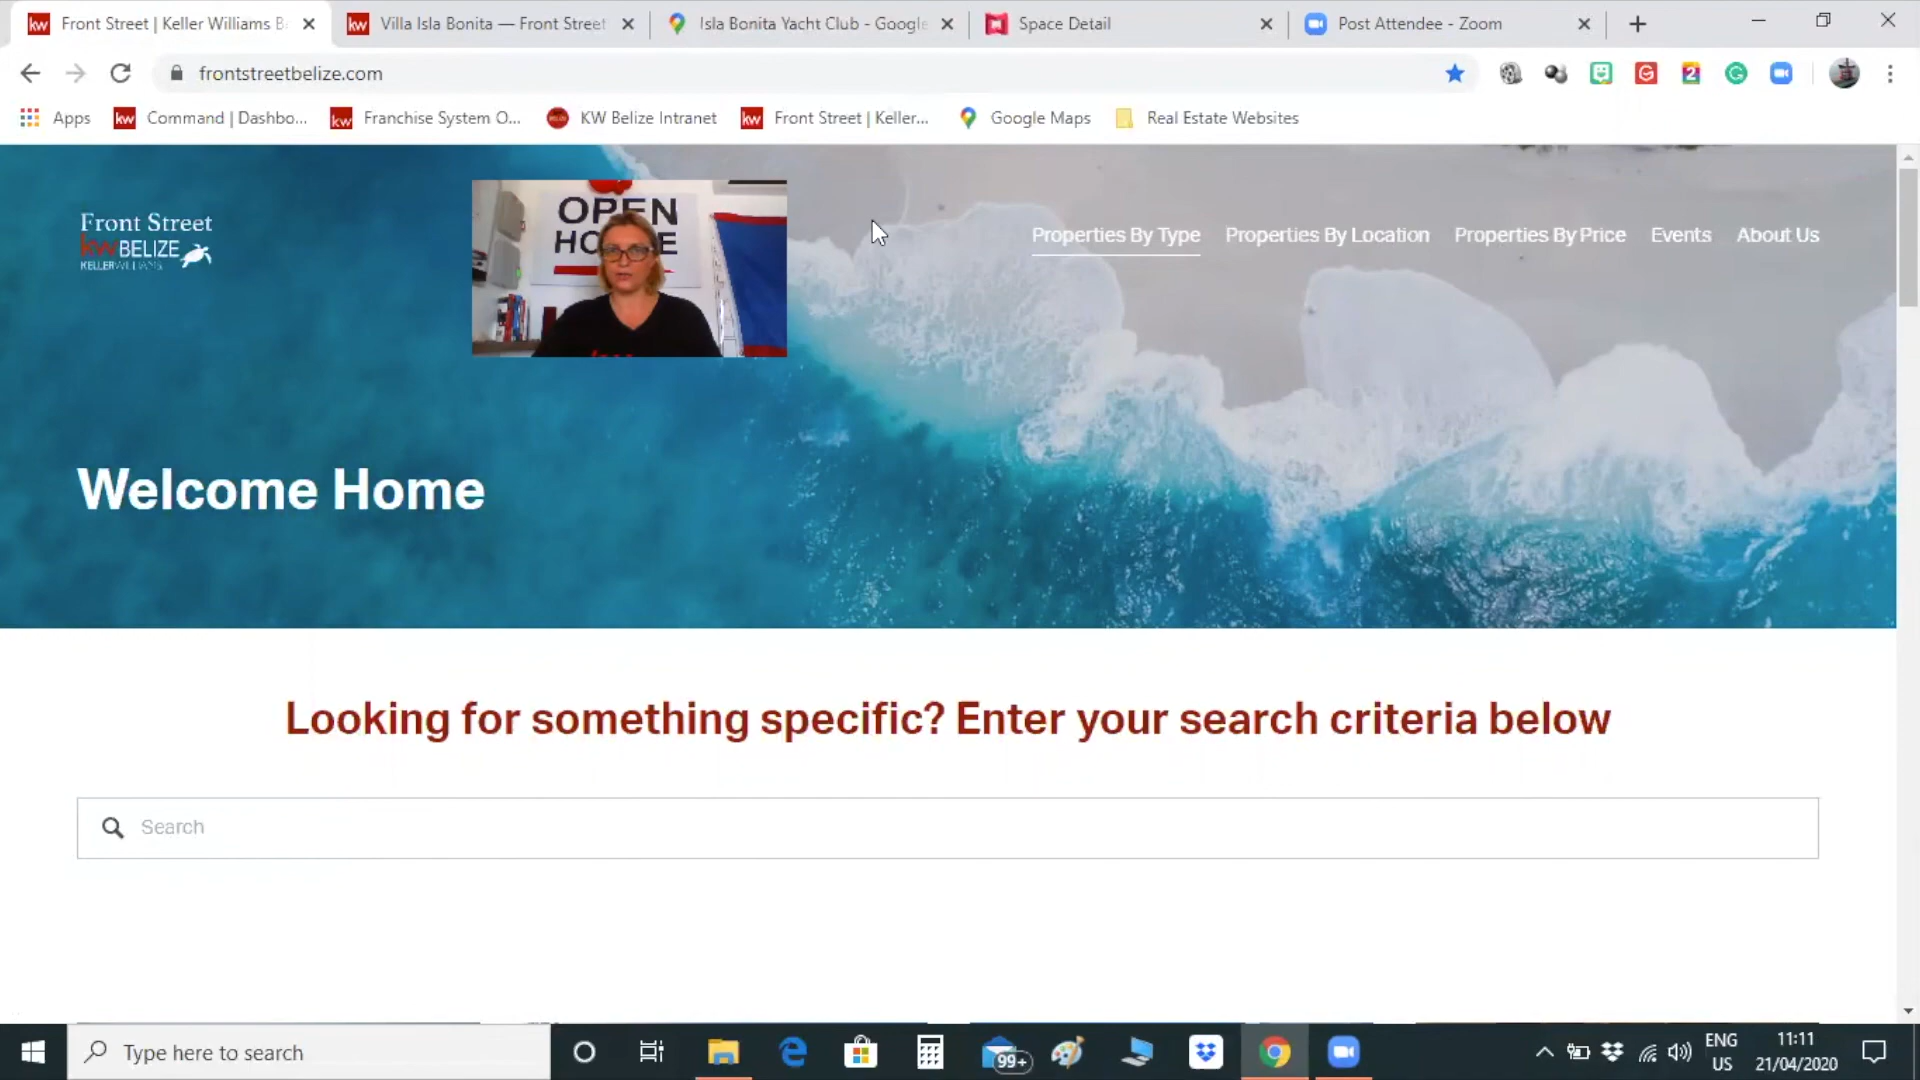 Front Street | Keller Williams B
Villa Isla Bonita — Front Street
Isla Bonita Yacht Club - Google
Space Detail
Post Attendee - Zoom
frontstreetbelize.com
Apps
Command | Dashbo...
Franchise System O...
KW Belize Intranet
Front Street | Keller...
Google Maps
Real Estate Websites
Front Street
kw BELIZE
KELLERWILLIAMS.
OPEN
HOUSE
Properties By Type
Properties By Location
Properties By Price
Events
About Us
Welcome Home
Looking for something specific? Enter your search criteria below
Search
Type here to search
99+
ENG
US
11:11
21/04/2020